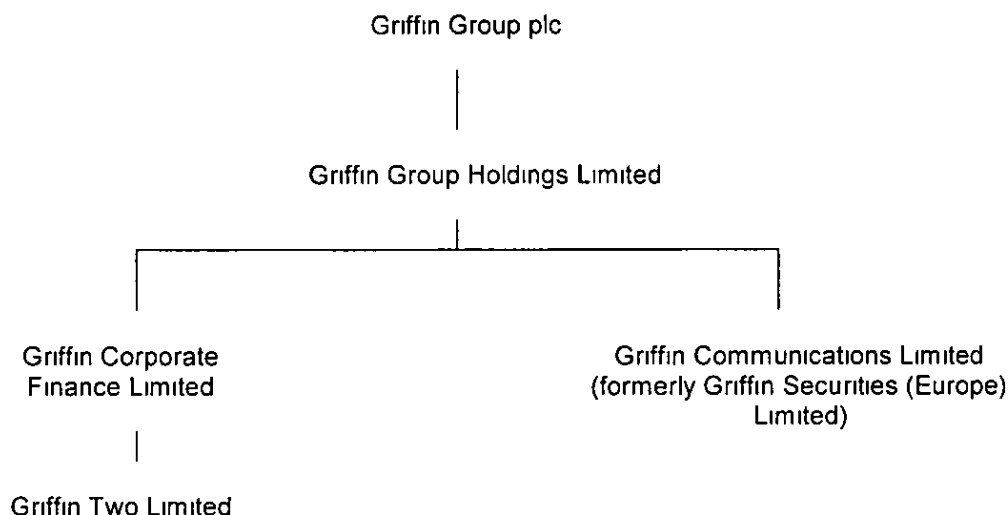 Griffin Group plc
Griffin Group Holdings Limited
Griffin Corporate
Finance Limited
Griffin Communications Limited
(formerly Griffin Securities (Europe)
Limited)
Griffin Two Limited